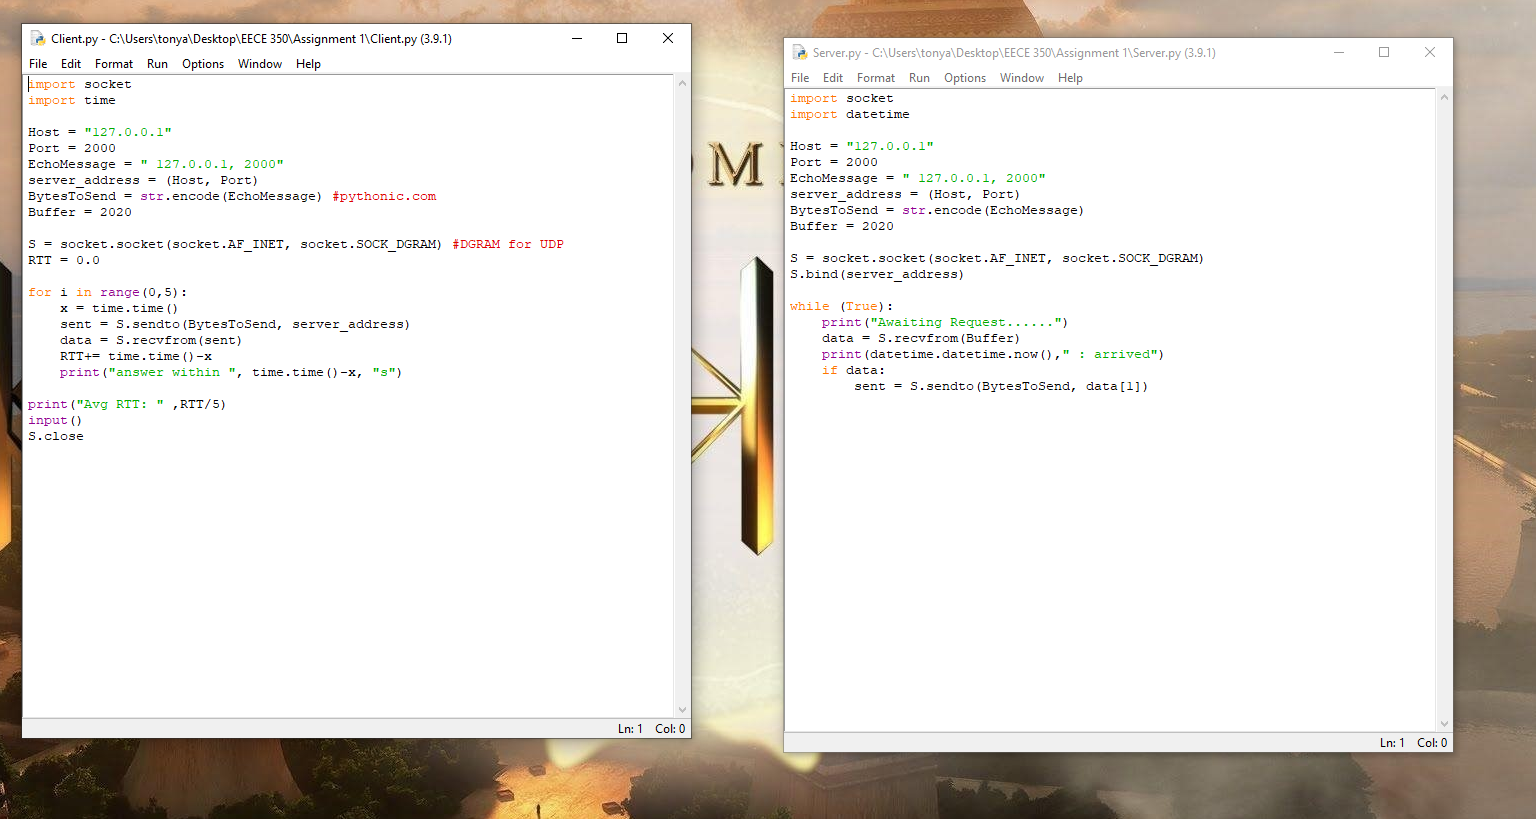 Client.py - C:\Users\tonya\Desktop\EECE 350\Assignment 1\Client.py (3.9.1)
File Edit Format Run Options Window Help
import socket
import time
Host = "127.0.0.1"
Port = 2000
EchoMessage = " 127.0.0.1, 2000"
server_address = (Host, Port)
BytesToSend = str.encode(EchoMessage) #pythonic.com
Buffer = 2020
S = socket.socket(socket.AF_INET, socket.SOCK_DGRAM) #DGRAM for UDP
RTT = 0.0
for i in range(0,5):
    x = time.time()
    sent = S.sendto(BytesToSend, server_address)
    data = S.recvfrom(sent)
    RTT+= time.time()-x
    print("answer within ", time.time()-x, "s")
print("Avg RTT: " ,RTT/5)
input()
S.close
Ln: 1 Col: 0
OM
Server.py - C:\Users\tonya\Desktop\EECE 350\Assignment 1\Server.py (3.9.1)
File Edit Format Run Options Window Help
import socket
import datetime
Host = "127.0.0.1"
Port = 2000
EchoMessage = " 127.0.0.1, 2000"
server_address = (Host, Port)
BytesToSend = str.encode(EchoMessage)
Buffer = 2020
S = socket.socket(socket.AF_INET, socket.SOCK_DGRAM)
S.bind(server_address)
while (True):
    print("Awaiting Request......")
    data = S.recvfrom(Buffer)
    print(datetime.datetime.now()," : arrived")
    if data:
        sent = S.sendto(BytesToSend, data[1])
Ln: 1 Col: 0